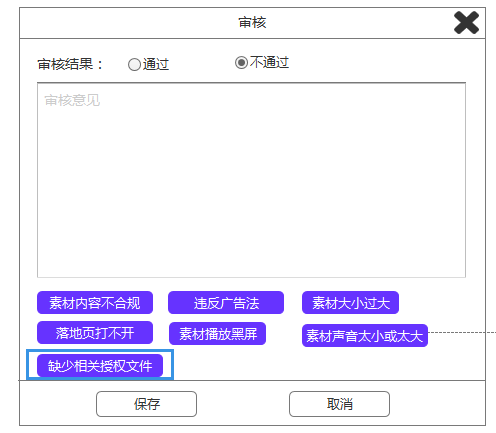 审核
审核结果： 通过 不通过
审核意见
素材内容不合规 违反广告法 素材大小过大
落地页打不开 素材播放黑屏 素材声音太小或太大
缺少相关授权文件
保存 取消